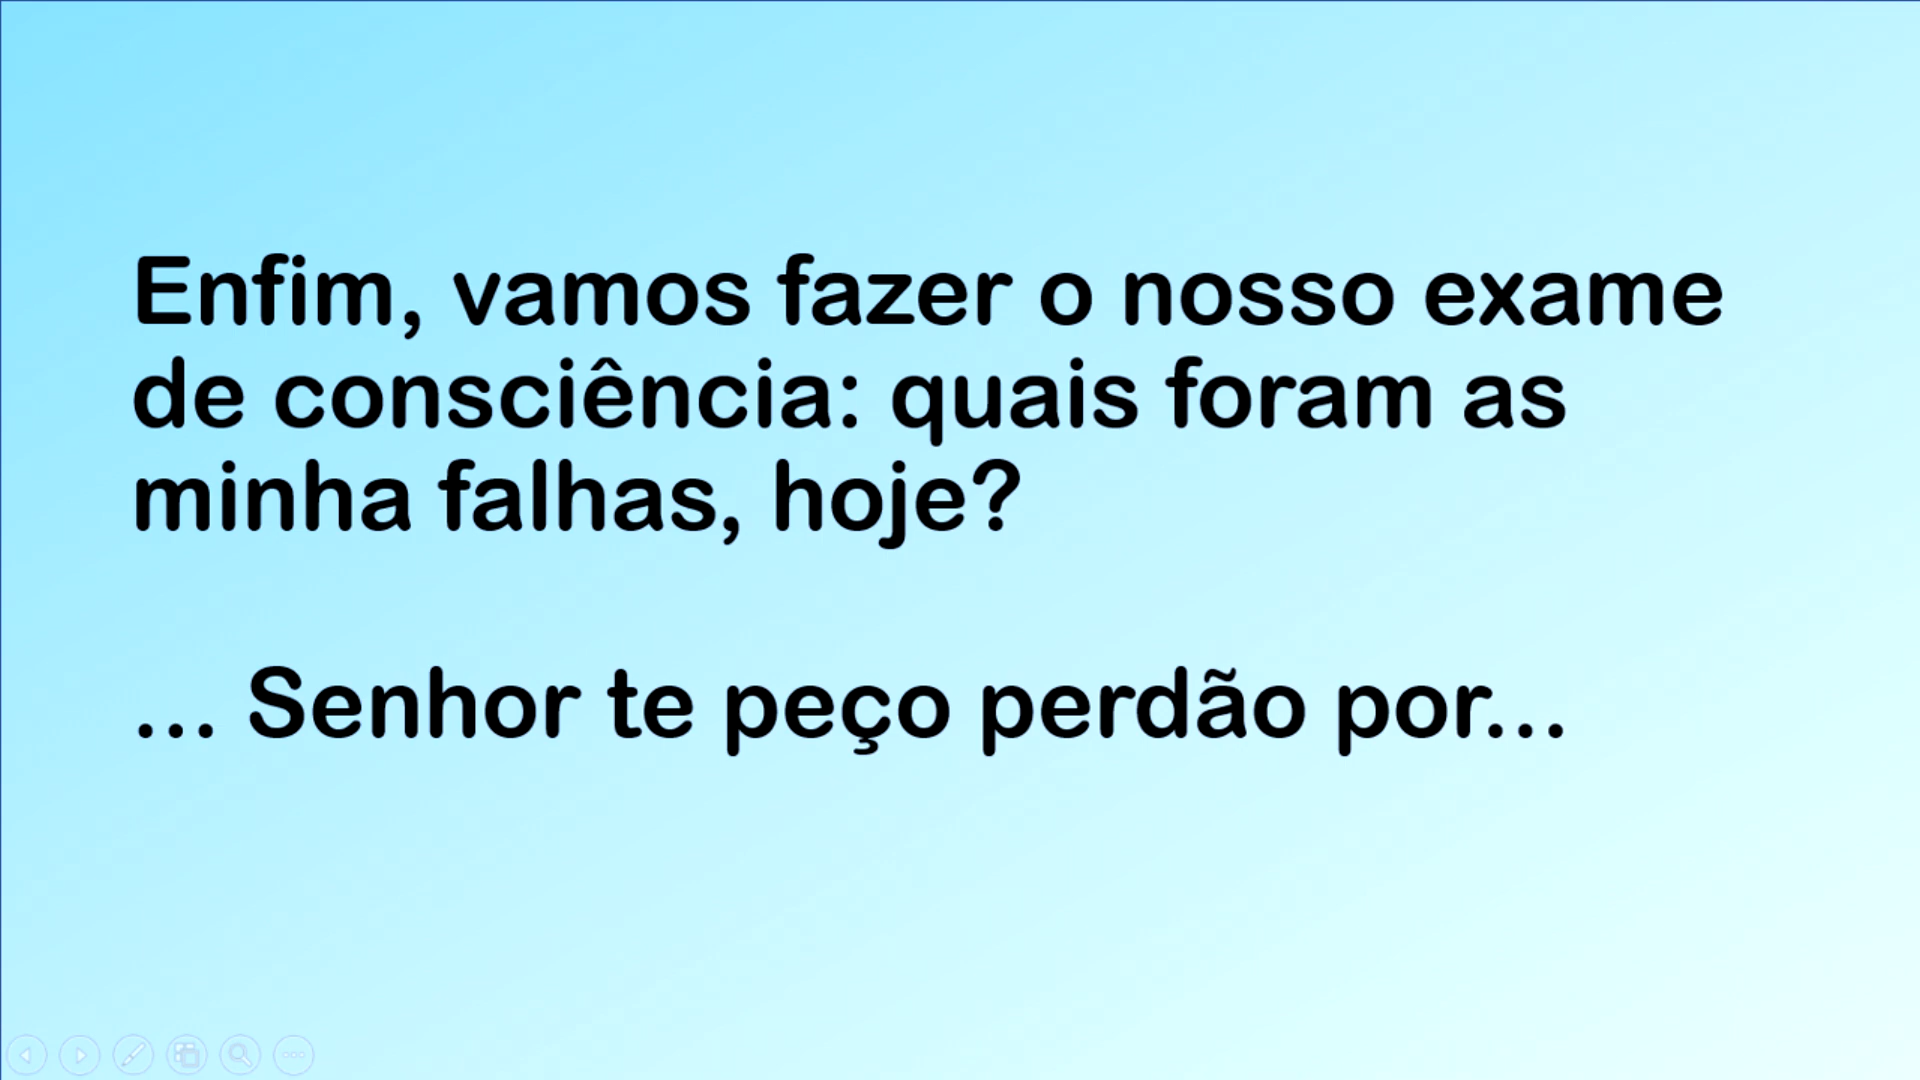 Enfim, vamos fazer o nosso exame
de consciência: quais foram as
minha falhas, hoje?
... Senhor te peço perdão por...